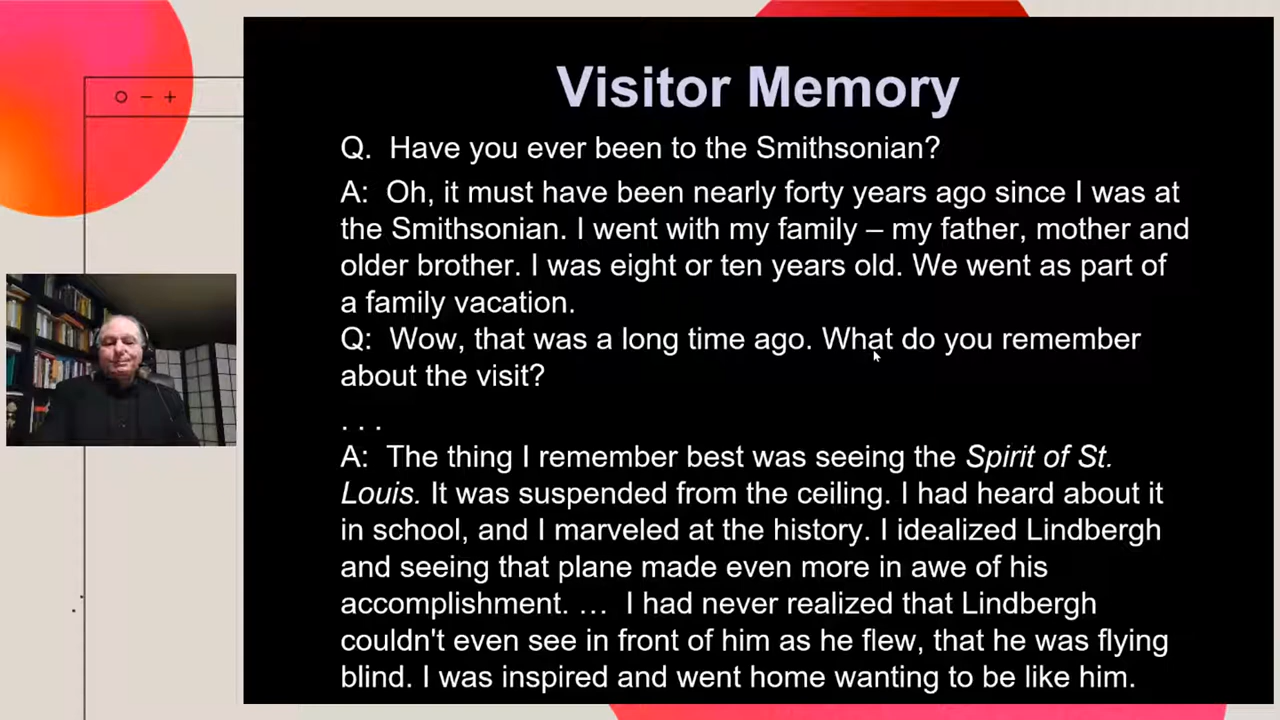 Visitor Memory
Q. Have you ever been to the Smithsonian?
A: Oh, it must have been nearly forty years ago since I was at
the Smithsonian. I went with my family – my father, mother and
older brother. I was eight or ten years old. We went as part of
a family vacation.
Q: Wow, that was a long time ago. What do you remember
about the visit?
. . .
A: The thing I remember best was seeing the Spirit of St.
Louis. It was suspended from the ceiling. I had heard about it
in school, and I marveled at the history. I idealized Lindbergh
and seeing that plane made even more in awe of his
accomplishment. … I had never realized that Lindbergh
couldn't even see in front of him as he flew, that he was flying
blind. I was inspired and went home wanting to be like him.